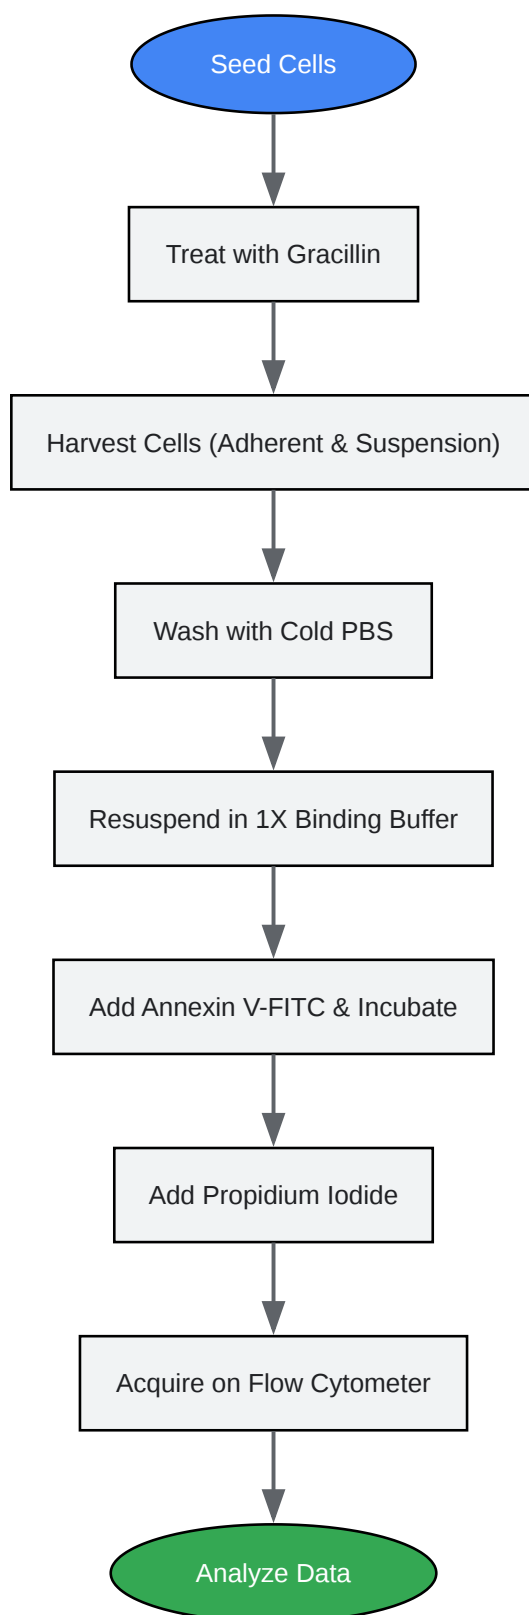 Seed Cells
Treat with Gracillin
Harvest Cells (Adherent & Suspension)
Wash with Cold PBS
Resuspend in 1X Binding Buffer
Add Annexin V-FITC & Incubate
Add Propidium Iodide
Acquire on Flow Cytometer
Analyze Data